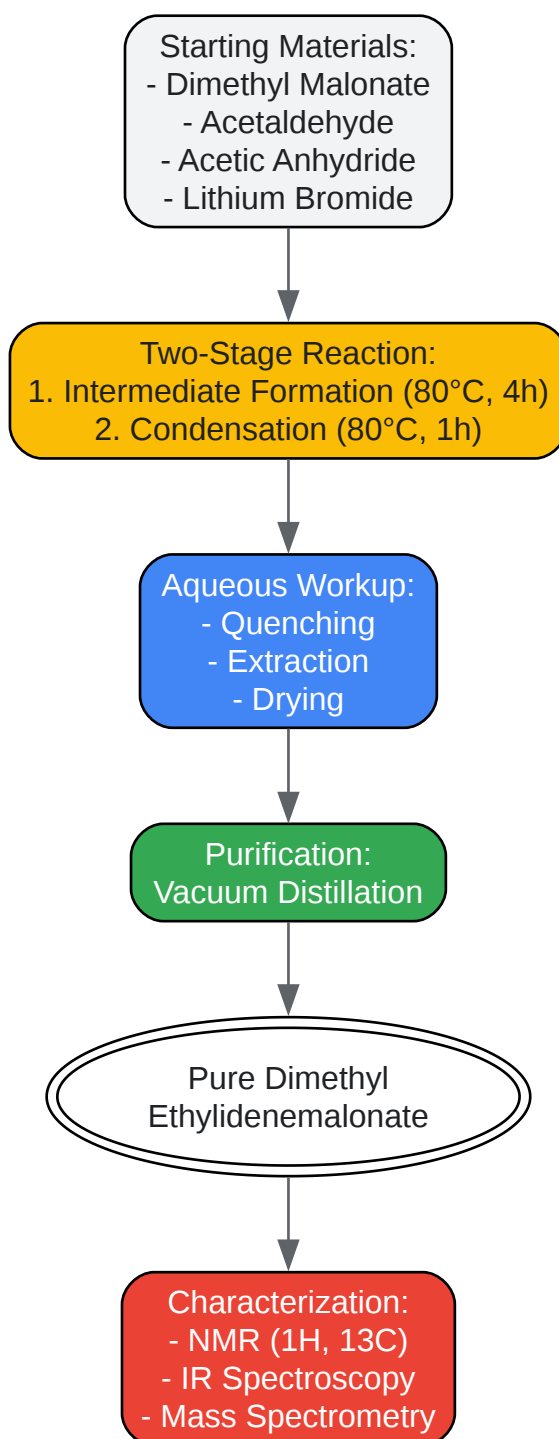 Starting Materials:
- Dimethyl Malonate
- Acetaldehyde
- Acetic Anhydride
- Lithium Bromide
Two-Stage Reaction:
1. Intermediate Formation (80°C, 4h)
2. Condensation (80°C, 1h)
Aqueous Workup:
- Quenching
- Extraction
- Drying
Purification:
Vacuum Distillation
Pure Dimethyl
Ethylidenemalonate
Characterization:
- NMR (1H, 13C)
- IR Spectroscopy
- Mass Spectrometry